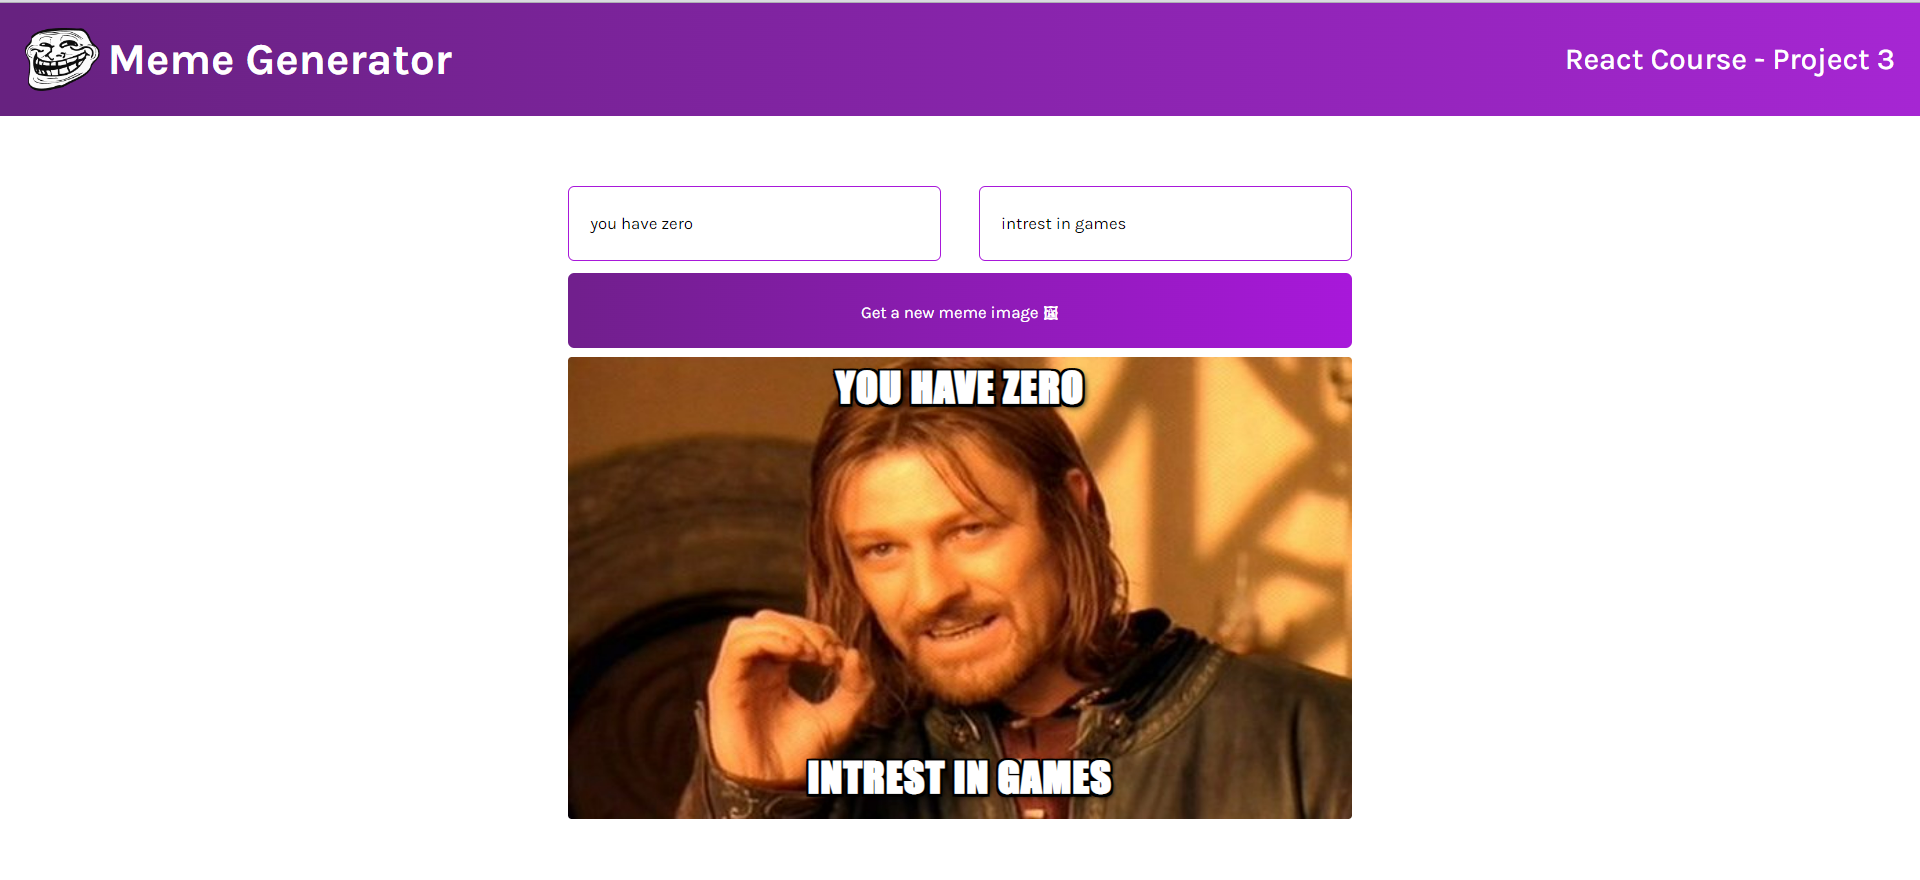 Meme Generator
React Course - Project 3
you have zero
intrest in games
Get a new meme image 🖼
YOU HAVE ZERO
INTREST IN GAMES